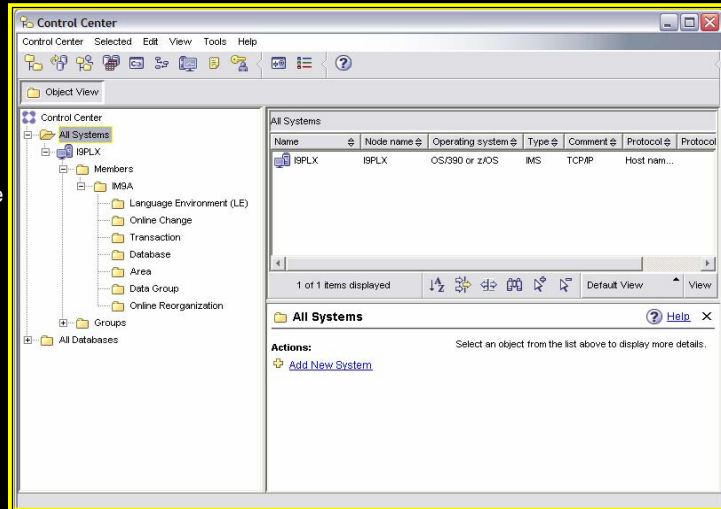 Control Center
Control Center Selected Edit View Tools Help
Object View
Control Center
All Systems
I9PLX
Members
IM9A
Language Environment (LE)
Online Change
Transaction
Database
Area
Data Group
Online Reorganization
Groups
All Databases
All Systems
Name Node name Operating system Type Comment Protocol Protocol
I9PLX I9PLX OS/390 or z/OS IMS TCP/IP Host nam...
1 of 1 items displayed Default View View
All Systems Help
Actions:
Select an object from the list above to display more details.
Add New System
e